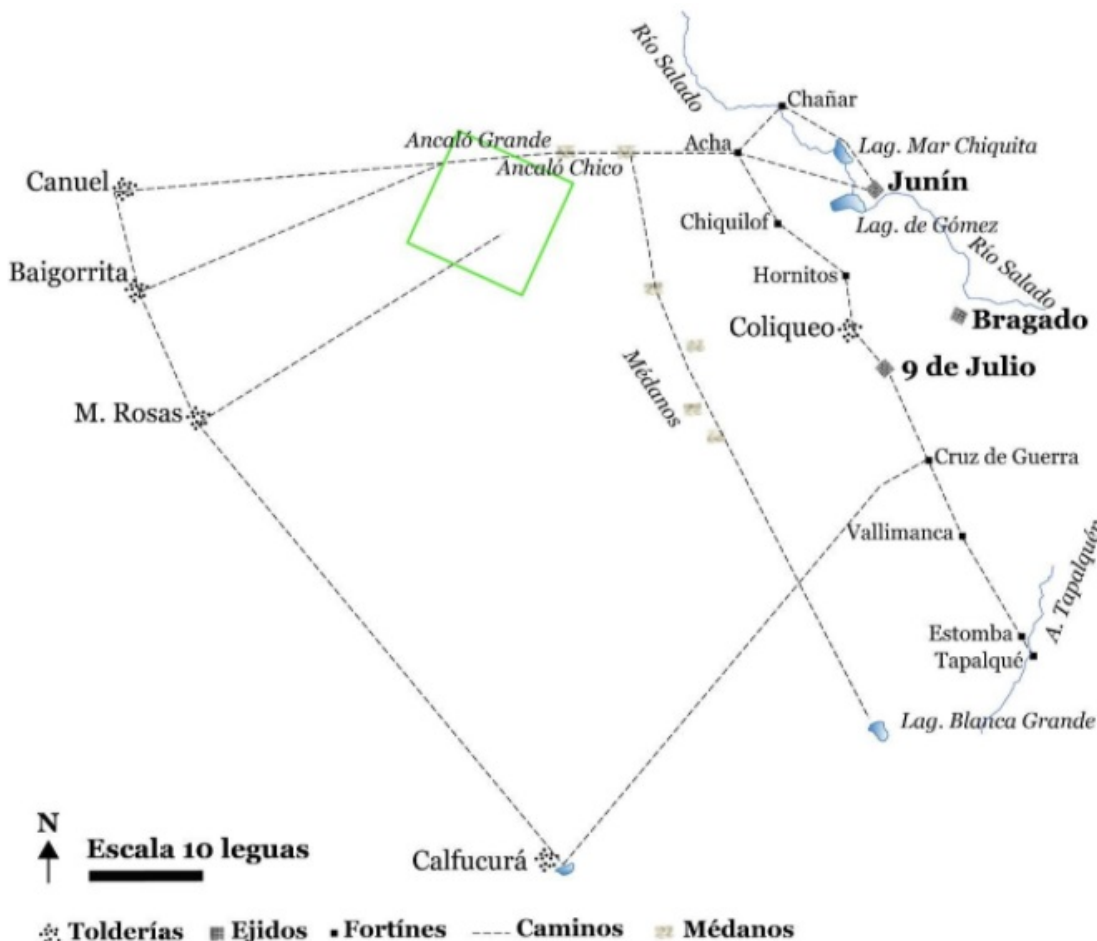 Río Salado
Chañar
Ancaló Grande
Acha
Lag. Mar Chiquita
Ancaló Chico
Canuel
Junín
Chiquilof
Lag. de Gómez
Baigorrita
Hornitos
Río Salado
Coliqueo
Bragado
9 de Julio
M. Rosas
Médanos
Cruz de Guerra
Vallimanca
A. Tapalquén
Estomba
Tapalqué
Lag. Blanca Grande
N
Escala 10 leguas
Calfucurá
Tolderías Ejidos Fortínes Caminos Médanos